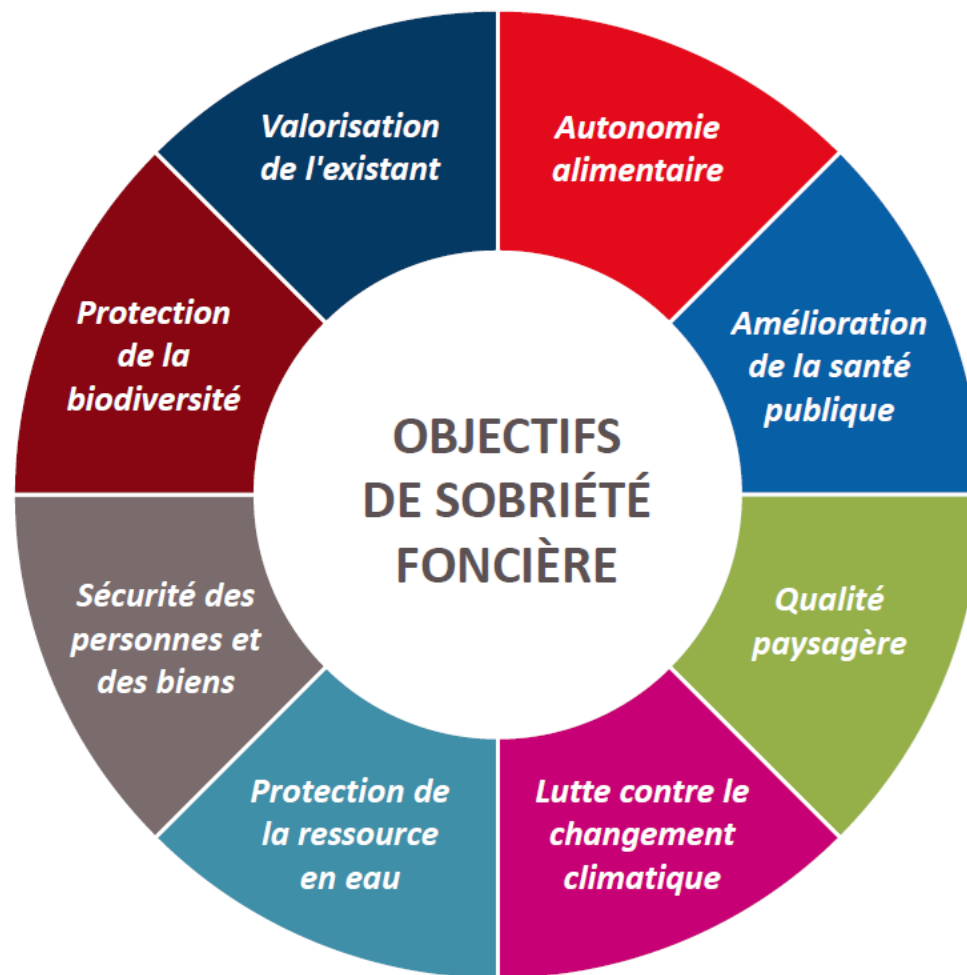 OBJECTIFS
DE SOBRIÉTÉ
FONCIÈRE
Autonomie
alimentaire
Amélioration
de la santé
publique
Qualité
paysagère
Lutte contre le
changement
climatique
Protection de
la ressource
en eau
Sécurité des
personnes et
des biens
Protection
de la
biodiversité
Valorisation
de l'existant